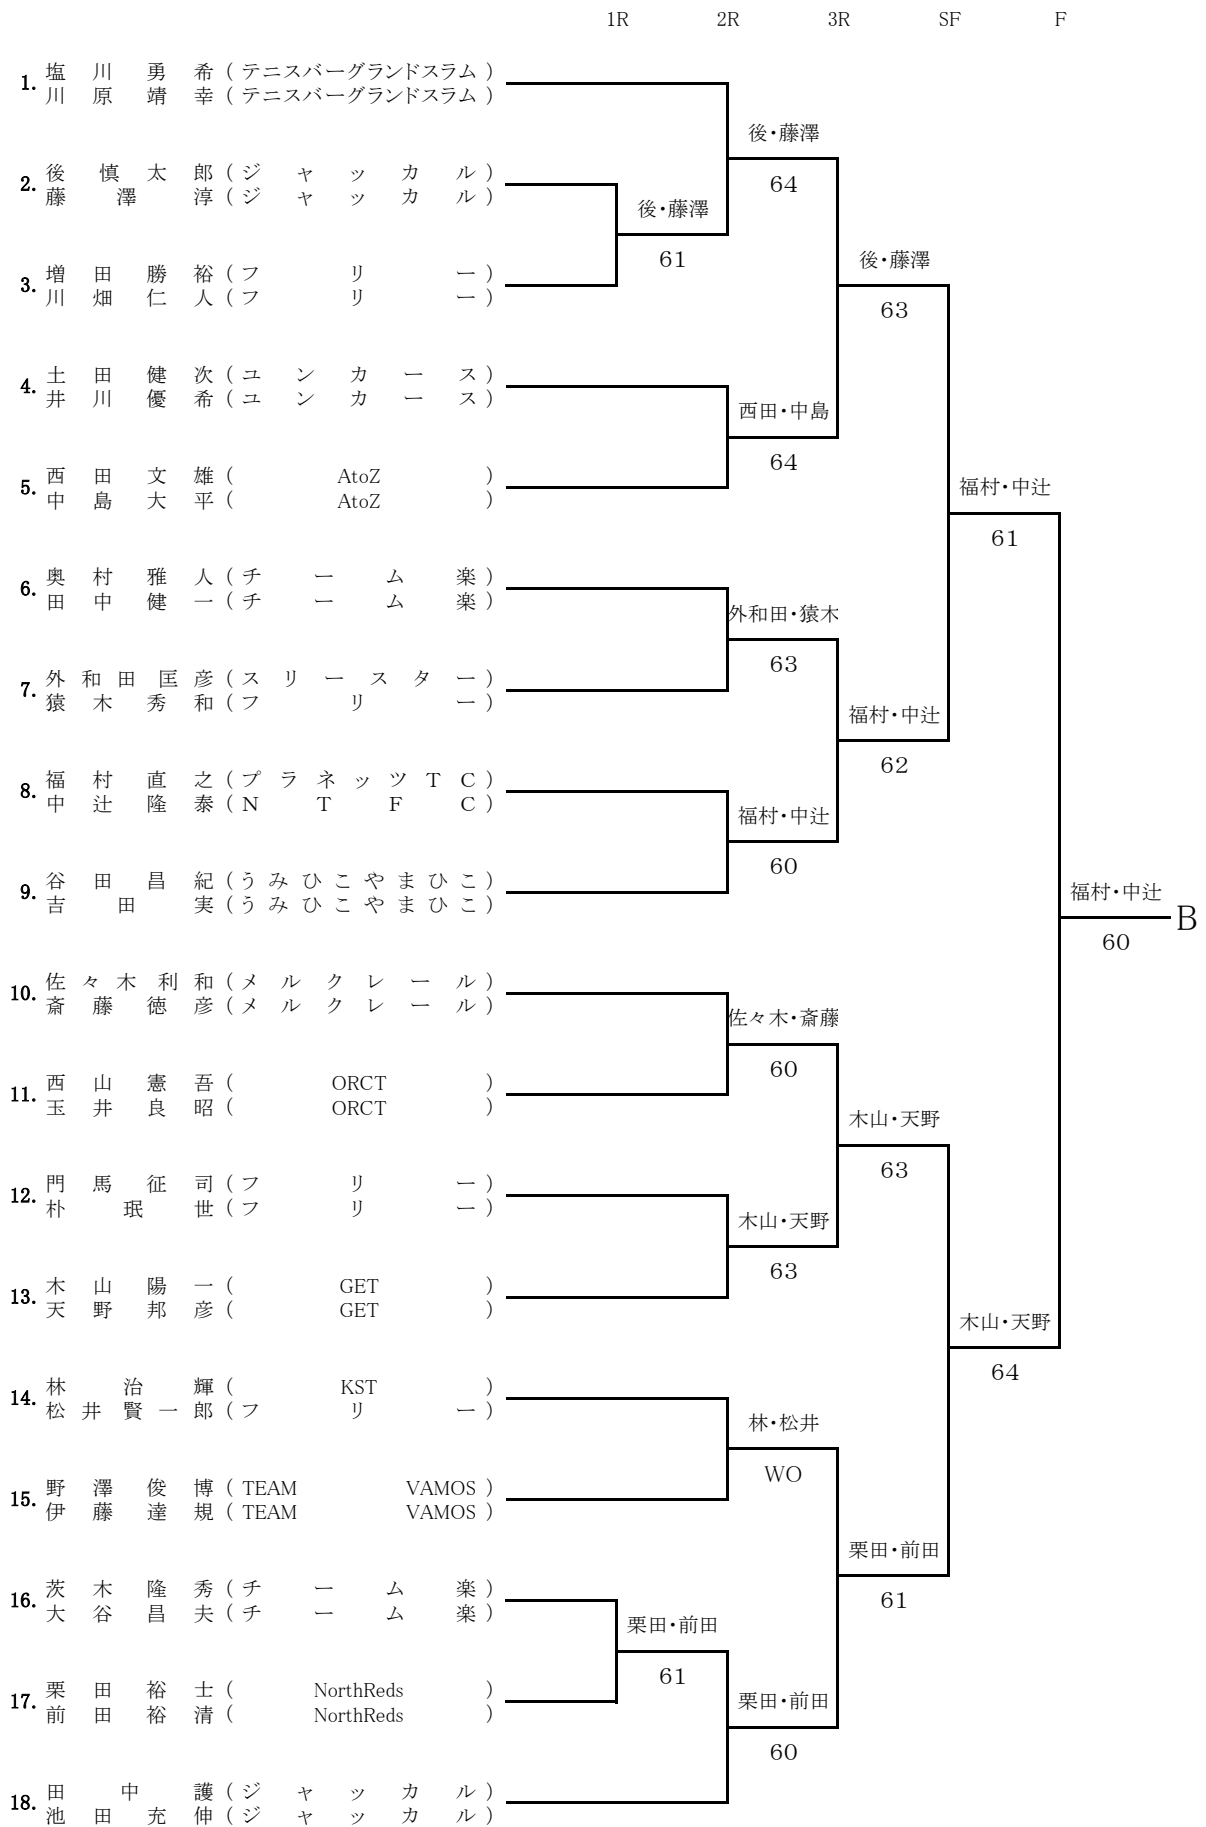 1R 2R 3R SF F
1. 塩川勇希(テニスバーグランドスラム)
川原靖幸(テニスバーグランドスラム)
後・藤澤
64
2. 後慎太郎(ジャッカル)
藤澤淳(ジャッカル)
後・藤澤
61
3. 増田勝裕(フリー)
川畑仁人(フリー)
後・藤澤
63
4. 土田健次(ユンカース)
井川優希(ユンカース)
西田・中島
64
5. 西田文雄(AtoZ)
中島大平(AtoZ)
福村・中辻
61
6. 奥村雅人(チーム楽)
田中健一(チーム楽)
外和田・猿木
63
7. 外和田匡彦(スリースター)
猿木秀和(フリー)
福村・中辻
62
8. 福村直之(プラネッツTC)
中辻隆泰(NTFC)
福村・中辻
60
9. 谷田昌紀(うみひこやまひこ)
吉田実(うみひこやまひこ)
福村・中辻
B
60
10. 佐々木利和(メルクレール)
斎藤徳彦(メルクレール)
佐々木・斎藤
60
11. 西山憲吾(ORCT)
玉井良昭(ORCT)
木山・天野
63
12. 門馬征司(フリー)
朴珉世(フリー)
木山・天野
63
13. 木山陽一(GET)
天野邦彦(GET)
木山・天野
64
14. 林治輝(KST)
松井賢一郎(フリー)
林・松井
WO
15. 野澤俊博(TEAM VAMOS)
伊藤達規(TEAM VAMOS)
栗田・前田
61
16. 茨木隆秀(チーム楽)
大谷昌夫(チーム楽)
栗田・前田
61
17. 栗田裕士(NorthReds)
前田裕清(NorthReds)
栗田・前田
60
18. 田中護(ジャッカル)
池田充伸(ジャッカル)